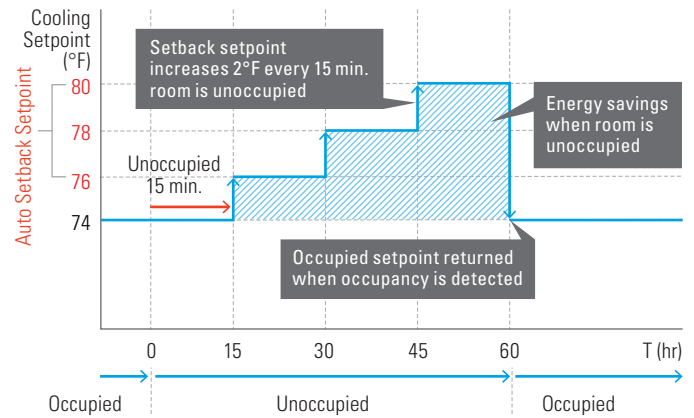 Cooling
Setpoint
(°F)
Auto Setback Setpoint
80
78
76
74
Setback setpoint
increases 2°F every 15 min.
room is unoccupied
Energy savings
when room is
unoccupied
Unoccupied
15 min.
Occupied setpoint returned
when occupancy is detected
0 15 30 45 60 T (hr)
Occupied Unoccupied Occupied